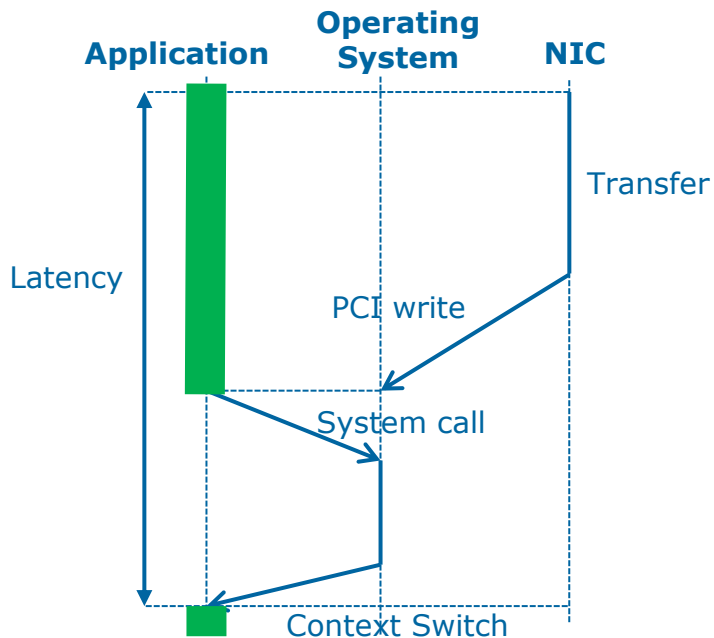 Operating
System
Application
NIC
Transfer
Latency
PCI write
System call
Context Switch